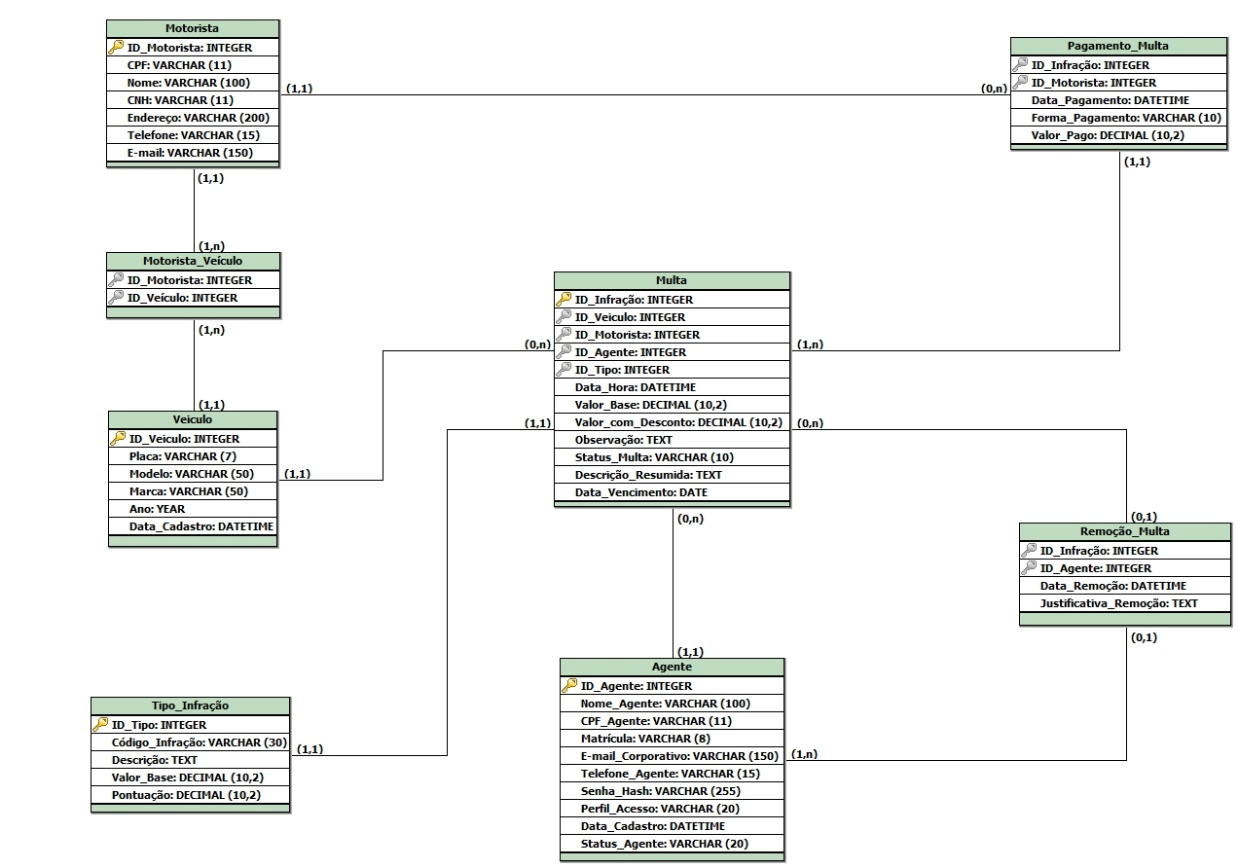 Motorista
ID_Motorista: INTEGER
CPF: VARCHAR (11)
Nome: VARCHAR (100)
CNH: VARCHAR (11)
Endereço: VARCHAR (200)
Telefone: VARCHAR (15)
E-mail: VARCHAR (150)
(1,1)
(0,n)
Pagamento_Multa
ID_Infração: INTEGER
ID_Motorista: INTEGER
Data_Pagamento: DATETIME
Forma_Pagamento: VARCHAR (10)
Valor_Pago: DECIMAL (10,2)
(1,1)
(1,1)
(1,n)
Motorista_Veículo
ID_Motorista: INTEGER
ID_Veículo: INTEGER
(1,n)
(1,1)
Veiculo
ID_Veiculo: INTEGER
Placa: VARCHAR (7)
Modelo: VARCHAR (50)
Marca: VARCHAR (50)
Ano: YEAR
Data_Cadastro: DATETIME
(1,1)
(0,n)
Multa
ID_Infração: INTEGER
ID_Veiculo: INTEGER
ID_Motorista: INTEGER
ID_Agente: INTEGER
ID_Tipo: INTEGER
Data_Hora: DATETIME
Valor_Base: DECIMAL (10,2)
Valor_com_Desconto: DECIMAL (10,2)
Observação: TEXT
Status_Multa: VARCHAR (10)
Descrição_Resumida: TEXT
Data_Vencimento: DATE
(1,n)
(1,1)
(0,n)
(0,n)
(0,1)
Remoção_Multa
ID_Infração: INTEGER
ID_Agente: INTEGER
Data_Remoção: DATETIME
Justificativa_Remoção: TEXT
(0,1)
(1,1)
Agente
ID_Agente: INTEGER
Nome_Agente: VARCHAR (100)
CPF_Agente: VARCHAR (11)
Matrícula: VARCHAR (8)
E-mail_Corporativo: VARCHAR (150)
Telefone_Agente: VARCHAR (15)
Senha_Hash: VARCHAR (255)
Perfil_Acesso: VARCHAR (20)
Data_Cadastro: DATETIME
Status_Agente: VARCHAR (20)
(1,n)
Tipo_Infração
ID_Tipo: INTEGER
Código_Infração: VARCHAR (30)
Descrição: TEXT
Valor_Base: DECIMAL (10,2)
Pontuação: DECIMAL (10,2)
(1,1)